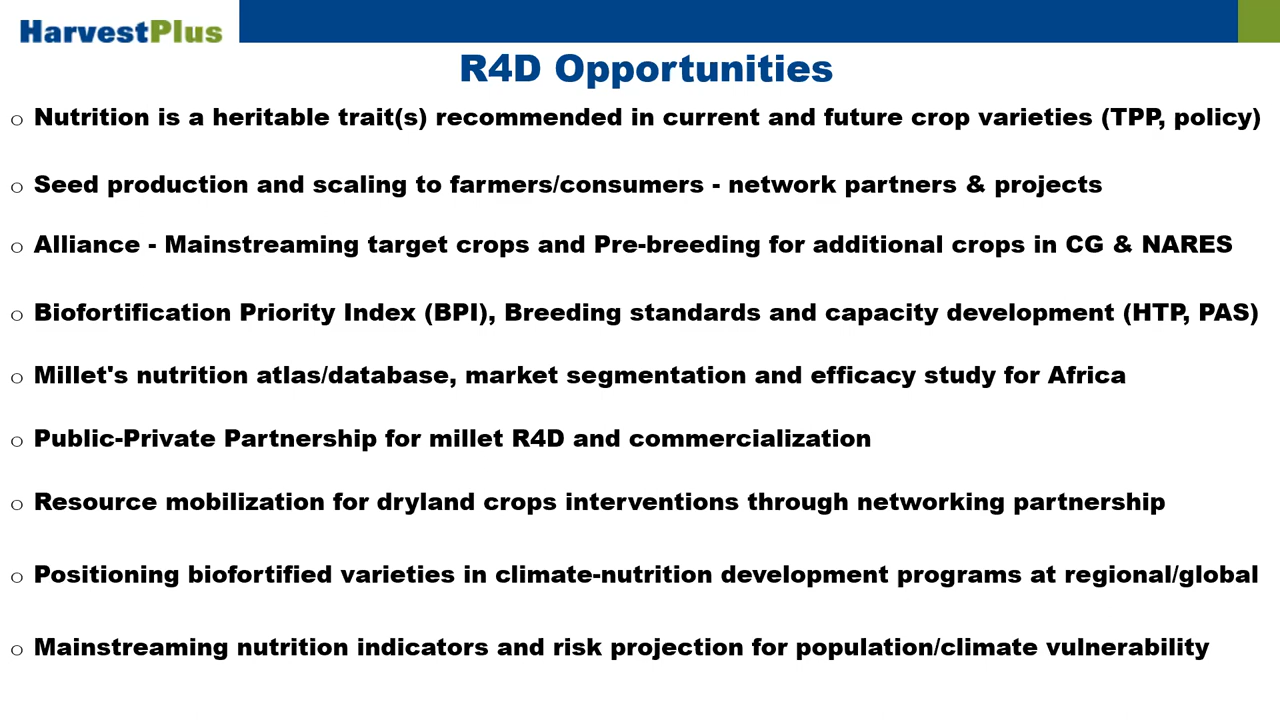 HarvestPlus
R4D Opportunities
○ Nutrition is a heritable trait(s) recommended in current and future crop varieties (TPP, policy)
○ Seed production and scaling to farmers/consumers - network partners & projects
○ Alliance - Mainstreaming target crops and Pre-breeding for additional crops in CG & NARES
○ Biofortification Priority Index (BPI), Breeding standards and capacity development (HTP, PAS)
○ Millet's nutrition atlas/database, market segmentation and efficacy study for Africa
○ Public-Private Partnership for millet R4D and commercialization
○ Resource mobilization for dryland crops interventions through networking partnership
○ Positioning biofortified varieties in climate-nutrition development programs at regional/global
○ Mainstreaming nutrition indicators and risk projection for population/climate vulnerability